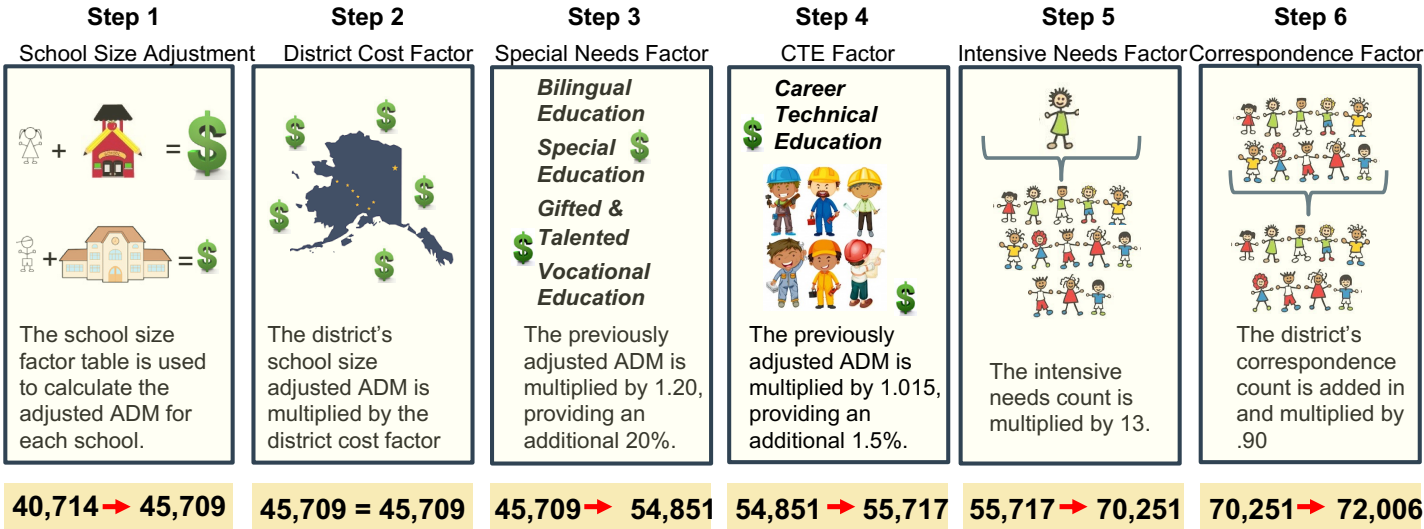 Step 1
School Size Adjustment
+ = $
+ = $
The school size
factor table is used
to calculate the
adjusted ADM for
each school.
40,714 → 45,709
Step 2
District Cost Factor
$ $
$ $
$
The district’s
school size
adjusted ADM is
multiplied by the
district cost factor
45,709 = 45,709
Step 3
Special Needs Factor
Bilingual
Education
Special $
Education
Gifted &
$ Talented
Vocational
Education
The previously
adjusted ADM is
multiplied by 1.20,
providing an
additional 20%.
45,709 → 54,851
Step 4
CTE Factor
Career
$ Technical
Education
$
The previously
adjusted ADM is
multiplied by 1.015,
providing an
additional 1.5%.
54,851 → 55,717
Step 5
Intensive Needs Factor
The intensive
needs count is
multiplied by 13.
55,717 → 70,251
Step 6
Correspondence Factor
The district’s
correspondence
count is added in
and multiplied by
.90
70,251 → 72,006